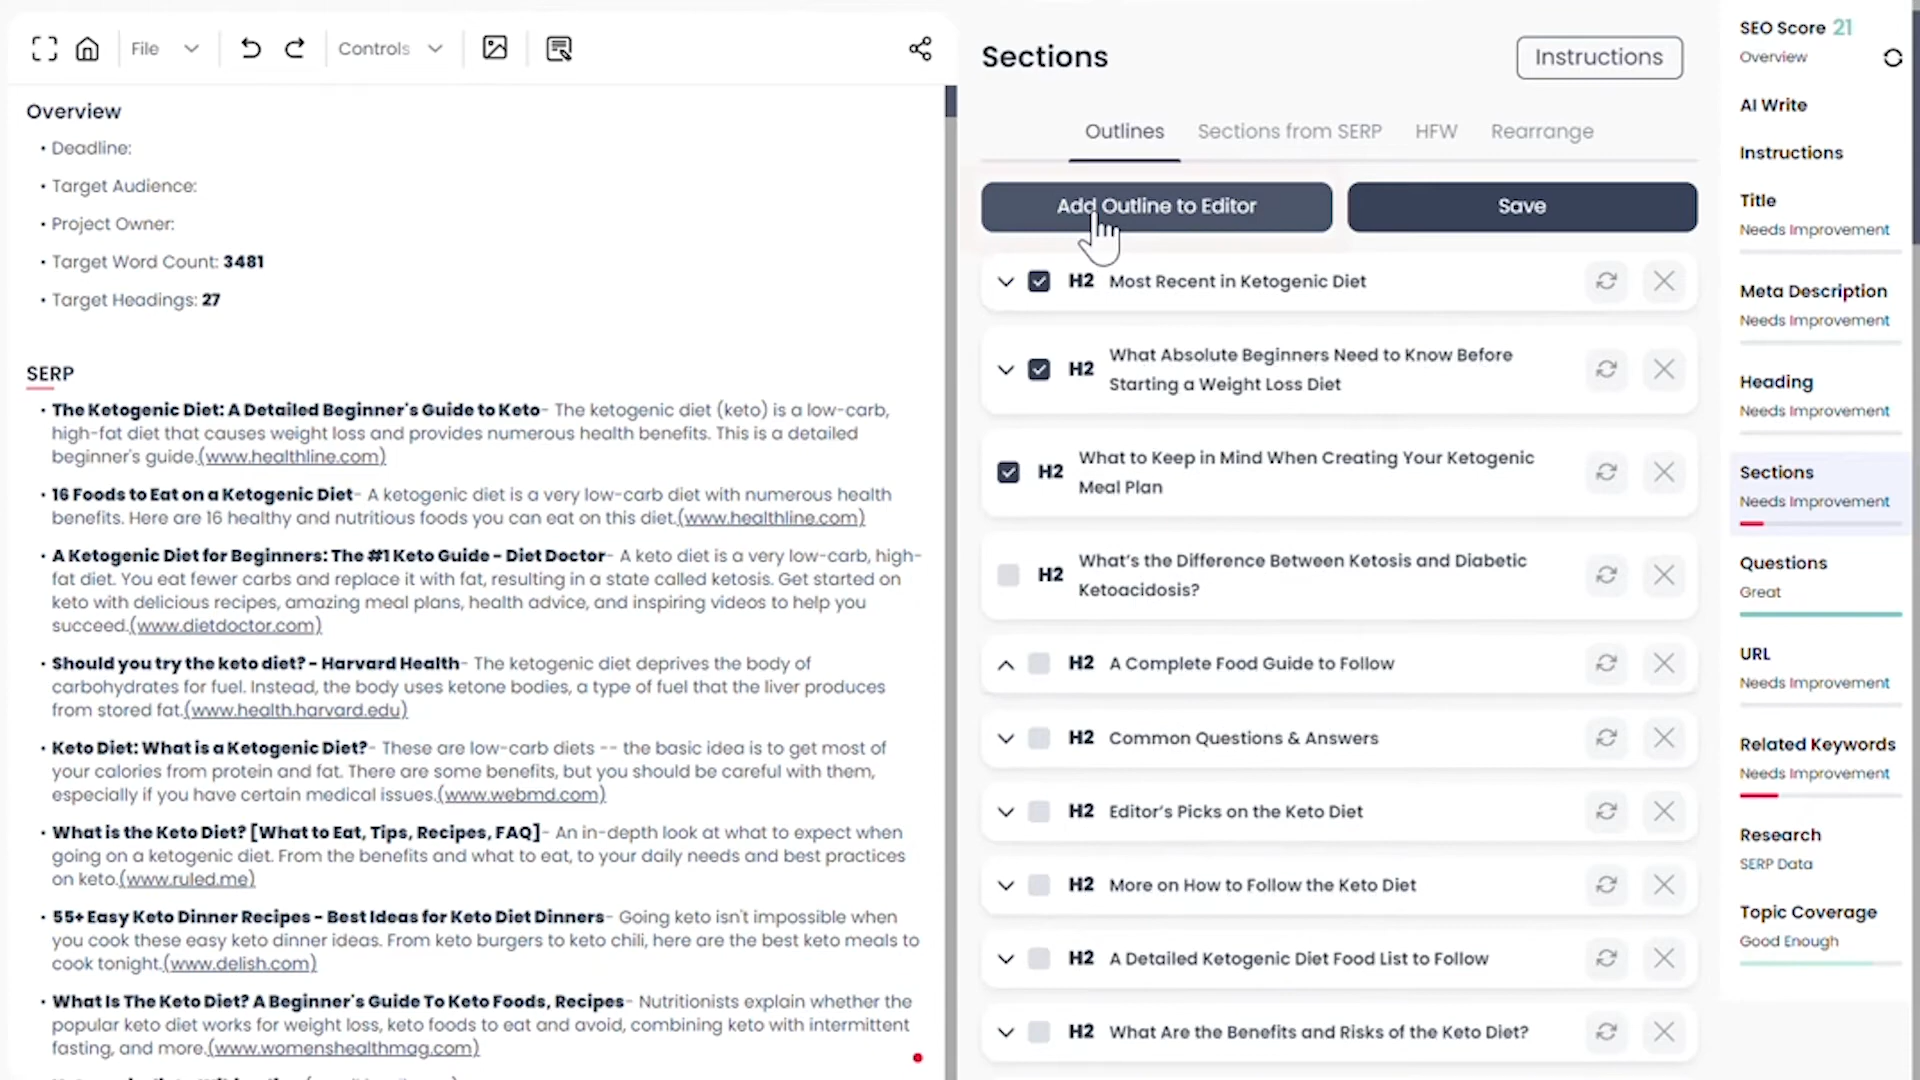 File
Controls
Overview
• Deadline:
• Target Audience:
• Project Owner:
• Target Word Count: 3481
• Target Headings: 27
SERP
• The Ketogenic Diet: A Detailed Beginner's Guide to Keto- The ketogenic diet (keto) is a low-carb,
high-fat diet that causes weight loss and provides numerous health benefits. This is a detailed
beginner's guide.(www.healthline.com)
• 16 Foods to Eat on a Ketogenic Diet- A ketogenic diet is a very low-carb diet with numerous health
benefits. Here are 16 healthy and nutritious foods you can eat on this diet.(www.healthline.com)
• A Ketogenic Diet for Beginners: The #1 Keto Guide - Diet Doctor- A keto diet is a very low-carb, high-
fat diet. You eat fewer carbs and replace it with fat, resulting in a state called ketosis. Get started on
keto with delicious recipes, amazing meal plans, health advice, and inspiring videos to help you
succeed.(www.dietdoctor.com)
• Should you try the keto diet? - Harvard Health- The ketogenic diet deprives the body of
carbohydrates for fuel. Instead, the body uses ketone bodies, a type of fuel that the liver produces
from stored fat.(www.health.harvard.edu)
• Keto Diet: What is a Ketogenic Diet?- These are low-carb diets -- the basic idea is to get most of
your calories from protein and fat. There are some benefits, but you should be careful with them,
especially if you have certain medical issues.(www.webmd.com)
• What is the Keto Diet? [What to Eat, Tips, Recipes, FAQ]- An in-depth look at what to expect when
going on a ketogenic diet. From the benefits and what to eat, to your daily needs and best practices
on keto.(www.ruled.me)
• 55+ Easy Keto Dinner Recipes - Best Ideas for Keto Diet Dinners- Going keto isn't impossible when
you cook these easy keto dinner ideas. From keto burgers to keto chili, here are the best keto meals to
cook tonight.(www.delish.com)
• What Is The Keto Diet? A Beginner's Guide To Keto Foods, Recipes- Nutritionists explain whether the
popular keto diet works for weight loss, keto foods to eat and avoid, combining keto with intermittent
fasting, and more.(www.womenshealthmag.com)
Sections
Instructions
Outlines Sections from SERP HFW Rearrange
Add Outline to Editor
Save
H2 Most Recent in Ketogenic Diet
H2 What Absolute Beginners Need to Know Before
Starting a Weight Loss Diet
H2 What to Keep in Mind When Creating Your Ketogenic
Meal Plan
H2 What's the Difference Between Ketosis and Diabetic
Ketoacidosis?
H2 A Complete Food Guide to Follow
H2 Common Questions & Answers
H2 Editor's Picks on the Keto Diet
H2 More on How to Follow the Keto Diet
H2 A Detailed Ketogenic Diet Food List to Follow
H2 What Are the Benefits and Risks of the Keto Diet?
SEO Score 21
Overview
AI Write
Instructions
Title
Needs Improvement
Meta Description
Needs Improvement
Heading
Needs Improvement
Sections
Needs Improvement
Questions
Great
URL
Needs Improvement
Related Keywords
Needs Improvement
Research
SERP Data
Topic Coverage
Good Enough